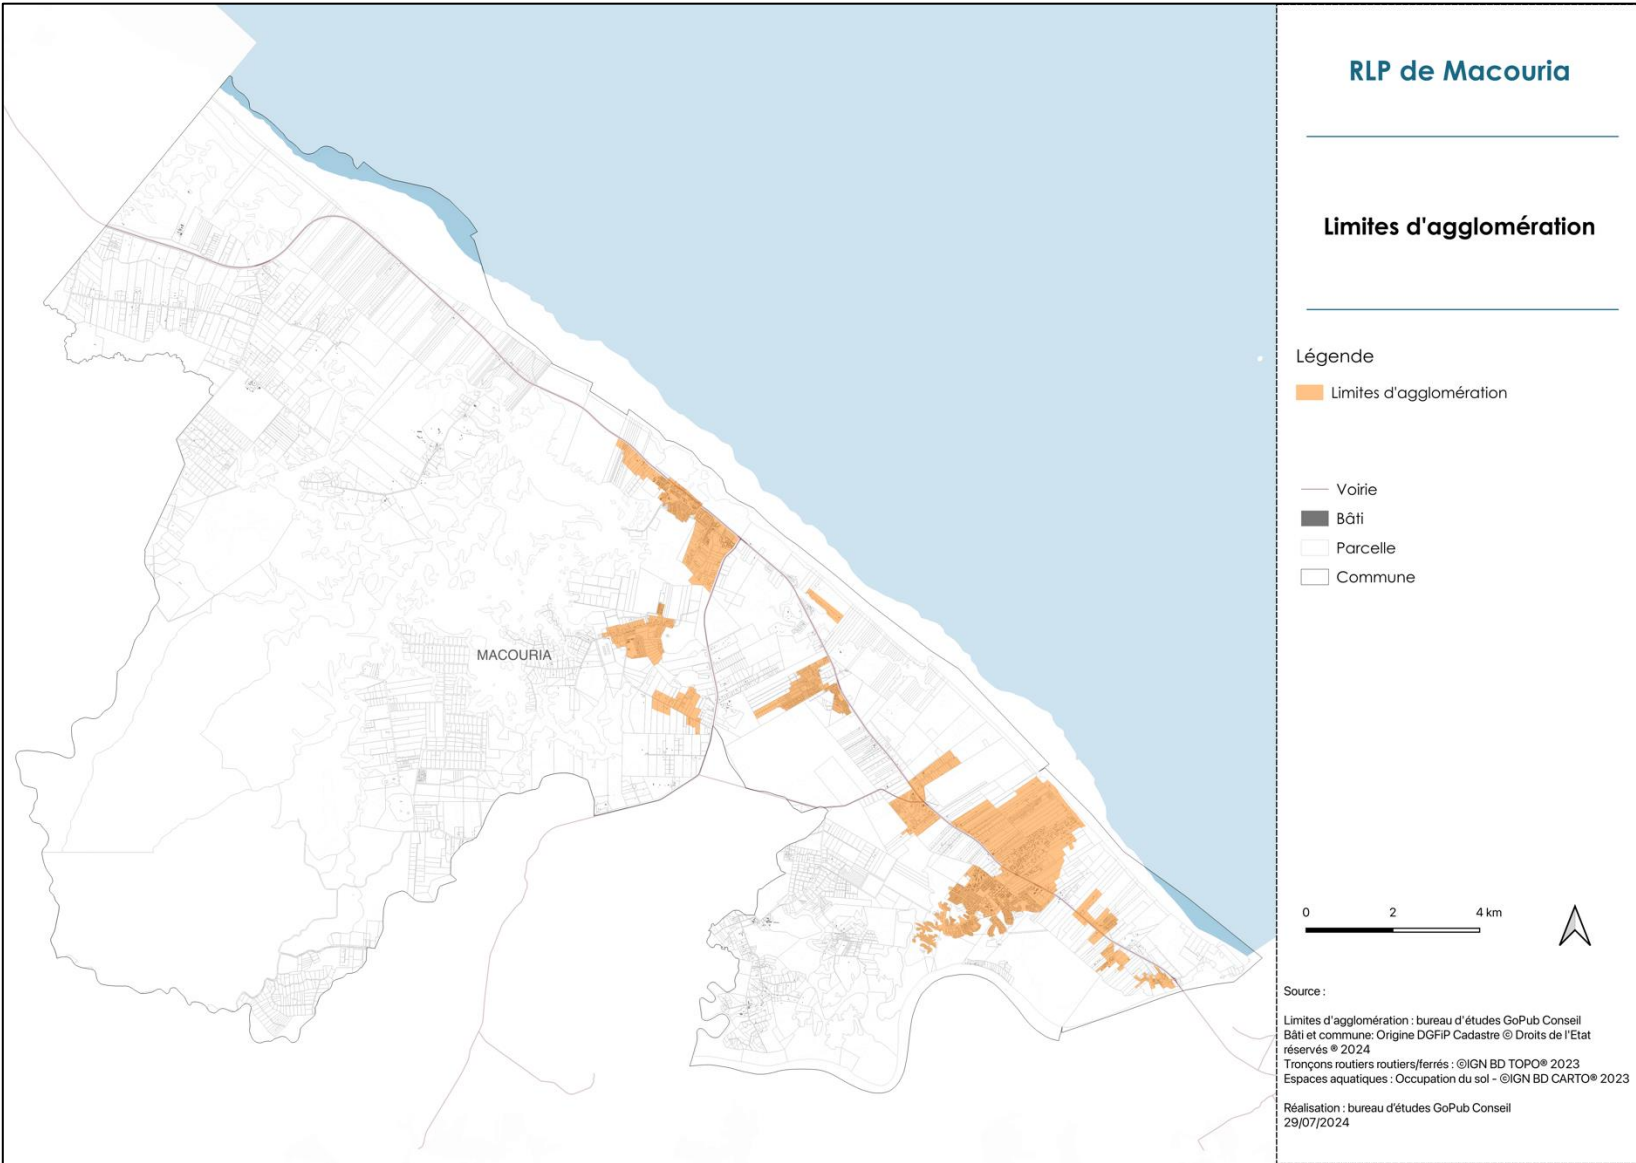 RLP de Macouria
Limites d'agglomération
Légende
Limites d'agglomération
Voirie
Bâti
Parcelle
Commune
MACOURIA
0 2 4 km
Source :
Limites d'agglomération : bureau d'études GoPub Conseil
Bâti et commune: Origine DGFiP Cadastre © Droits de l'Etat
réservés ® 2024
Tronçons routiers routiers/ferrés : ©IGN BD TOPO® 2023
Espaces aquatiques : Occupation du sol - ©IGN BD CARTO® 2023
Réalisation : bureau d'études GoPub Conseil
29/07/2024